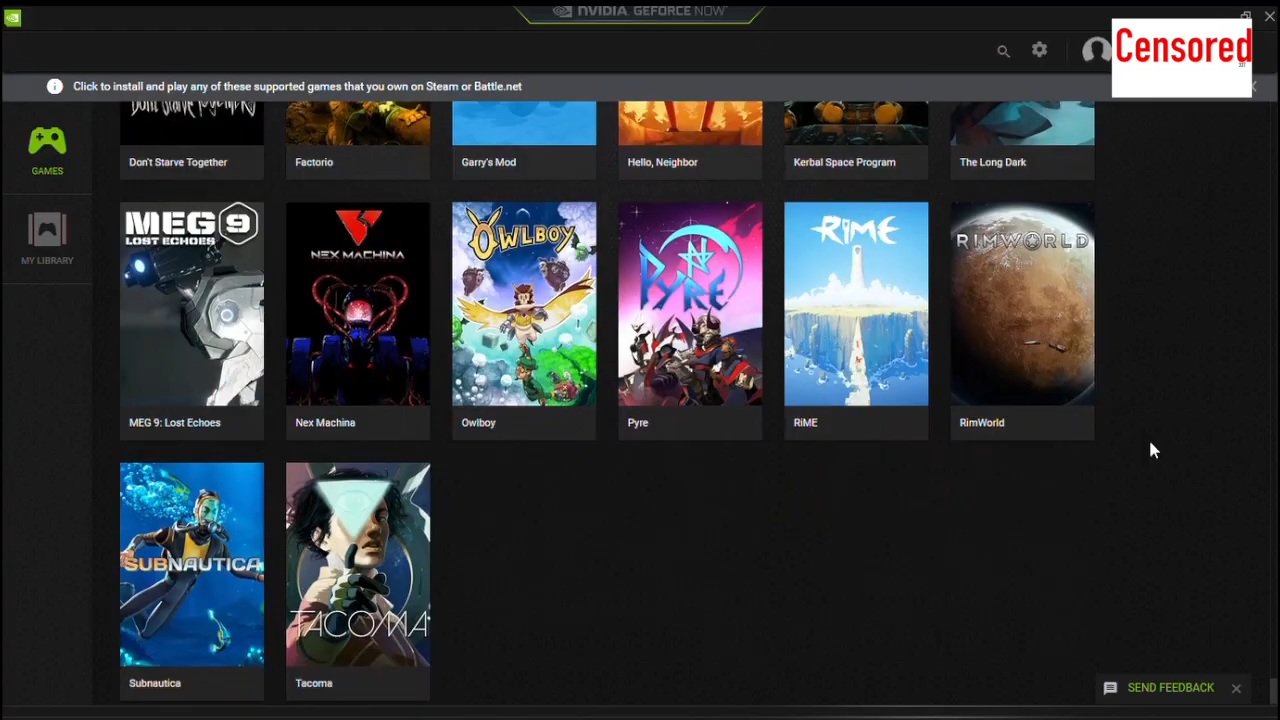 NVIDIA GEFORCE NOW
Censored
Click to install and play any of these supported games that you own on Steam or Battle.net
GAMES
MY LIBRARY
Don't Starve Together
Factorio
Garry's Mod
Hello, Neighbor
Kerbal Space Program
The Long Dark
MEG 9
LOST ECHOES
NEX MACHINA
OWLBOY
PYRE
RiME
RIMWORLD
MEG 9: Lost Echoes
Nex Machina
Owlboy
Pyre
RiME
RimWorld
SUBNAUTICA
TACOMA
Subnautica
Tacoma
SEND FEEDBACK